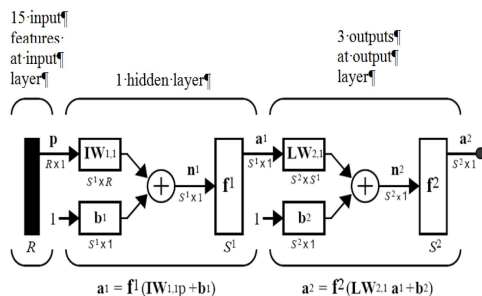 15·input¶
features·
at·input¶
layer¶
1·hidden·layer¶
3·outputs¶
at·output¶
layer¶
p
R x 1
IW1,1
S1 x R
1
b1
S1 x 1
n1
S1 x 1
f1
a1
S1 x 1
LW2,1
S2 x S1
1
b2
S2 x 1
n2
S2 x 1
f2
a2
S2 x 1
R
S1
S2
a1 = f1(IW1,1p +b1)
a2 = f2(LW2,1 a1+b2)